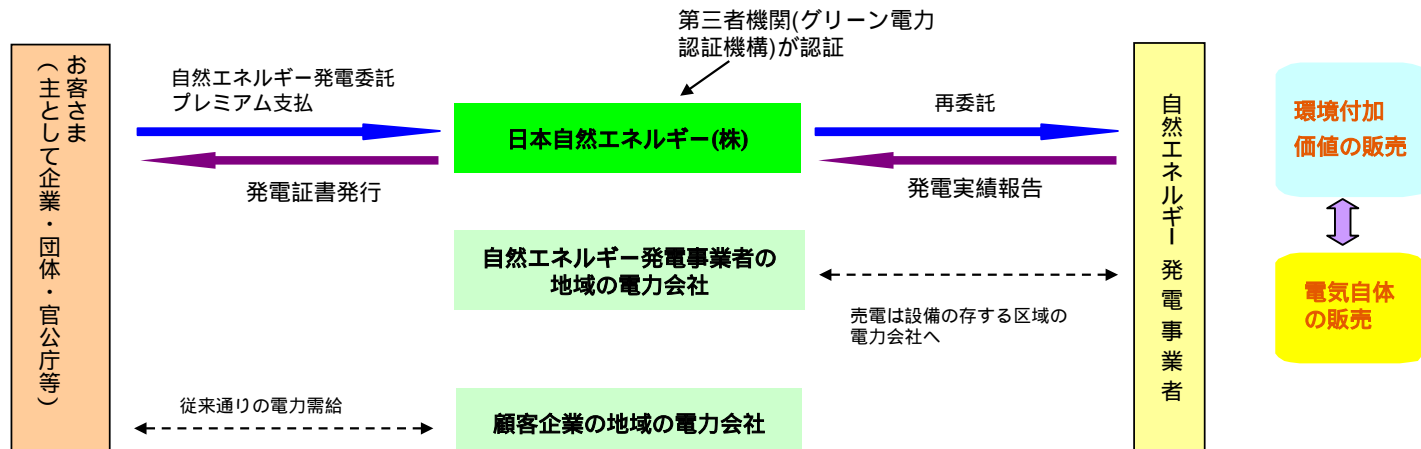 第三者機関(グリーン電力
認証機構)が認証
お客さま
（主として企業・団体・官公庁等）
自然エネルギー発電委託
プレミアム支払
日本自然エネルギー(株)
再委託
発電証書発行
発電実績報告
自然エネルギー発電事業者
環境付加
価値の販売
自然エネルギー発電事業者の
地域の電力会社
売電は設備の存する区域の
電力会社へ
電気自体
の販売
従来通りの電力需給
顧客企業の地域の電力会社